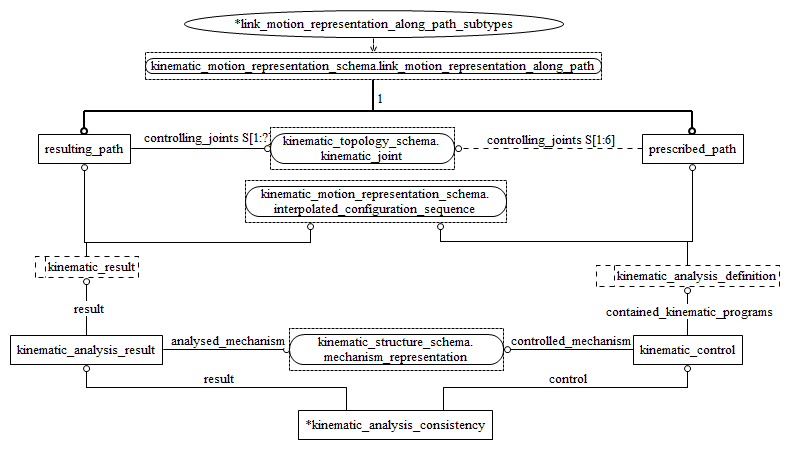 *link_motion_representation_along_path_subtypes
kinematic_motion_representation_schema.link_motion_representation_along_path
1
resulting_path
controlling_joints S[1:?
kinematic_topology_schema.
kinematic_joint
controlling_joints S[1:6]
prescribed_path
kinematic_motion_representation_schema.
interpolated_configuration_sequence
kinematic_result
kinematic_analysis_definition
result
contained_kinematic_programs
kinematic_analysis_result
analysed_mechanism
kinematic_structure_schema.
mechanism_representation
controlled_mechanism
kinematic_control
result
control
*kinematic_analysis_consistency